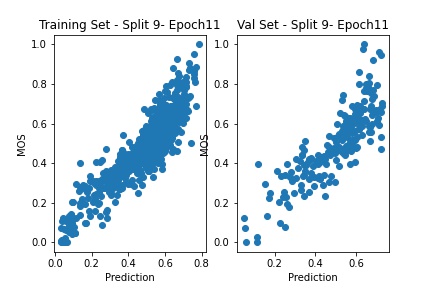 Training Set - Split 9- Epoch11
Val Set - Split 9- Epoch11
MOS
1.0
0.8
0.6
0.4
0.2
0.0
0.0 0.2 0.4 0.6 0.8
Prediction
MOS
1.0
0.8
0.6
0.4
0.2
0.0
0.2 0.4 0.6
Prediction